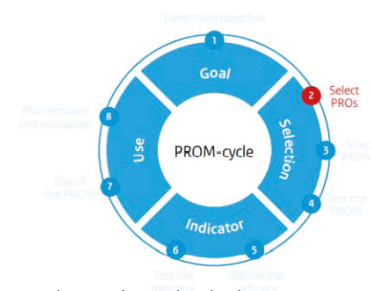 Determine Objective
1
Goal
2
Select
PROs
Selection
3
Select
PROM
4
Test the
PROM
PROM-cycle
Indicator
5
Define the
indicator
6
Test the
indicator
Use
7
Use of
the PROM
8
Maintenance
and evaluation